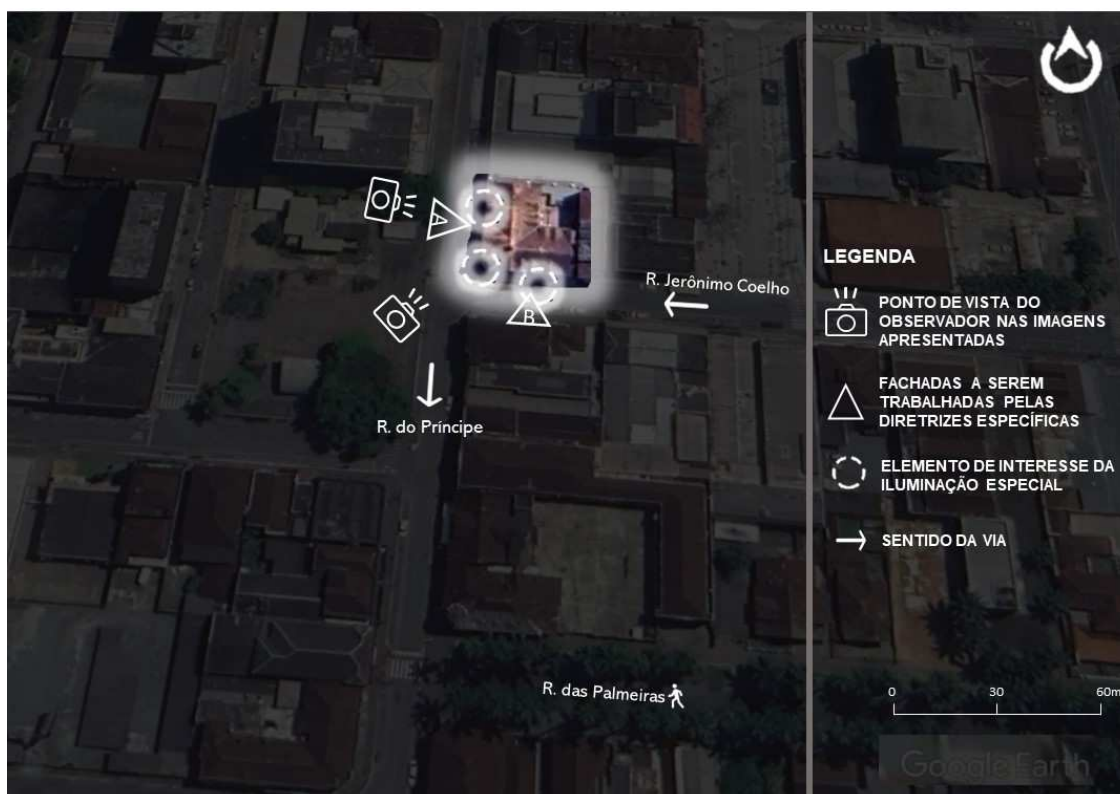 A
R. Jerônimo Coelho
B
R. do Príncipe
R. das Palmeiras
LEGENDA
PONTO DE VISTA DO
OBSERVADOR NAS IMAGENS
APRESENTADAS
FACHADAS A SEREM
TRABALHADAS PELAS
DIRETRIZES ESPECÍFICAS
ELEMENTO DE INTERESSE DA
ILUMINAÇÃO ESPECIAL
SENTIDO DA VIA
0 30 60m
Google Earth